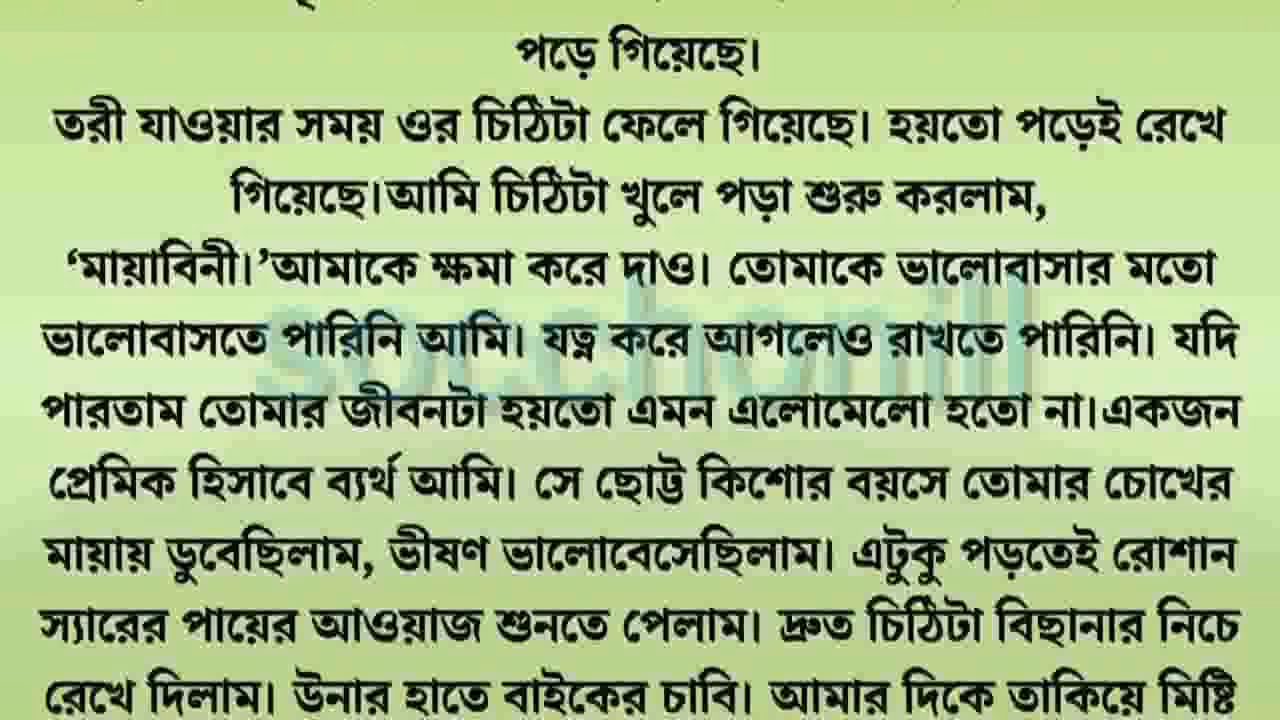 পড়ে গিয়েছে।
তরী যাওয়ার সময় ওর চিঠিটা ফেলে গিয়েছে। হয়তো পড়েই রেখে
গিয়েছে।আমি চিঠিটা খুলে পড়া শুরু করলাম,
‘মায়াবিনী।’আমাকে ক্ষমা করে দাও। তোমাকে ভালোবাসার মতো
ভালোবাসতে পারিনি আমি। যত্ন করে আগলেও রাখতে পারিনি। যদি
পারতাম তোমার জীবনটা হয়তো এমন এলোমেলো হতো না।একজন
প্রেমিক হিসাবে ব্যর্থ আমি। সে ছোট্ট কিশোর বয়সে তোমার চোখের
মায়ায় ডুবেছিলাম, ভীষণ ভালোবেসেছিলাম। এটুকু পড়তেই রোশান
স্যারের পায়ের আওয়াজ শুনতে পেলাম। দ্রুত চিঠিটা বিছানার নিচে
রেখে দিলাম। উনার হাতে বাইকের চাবি। আমার দিকে তাকিয়ে মিষ্টি
socchonill